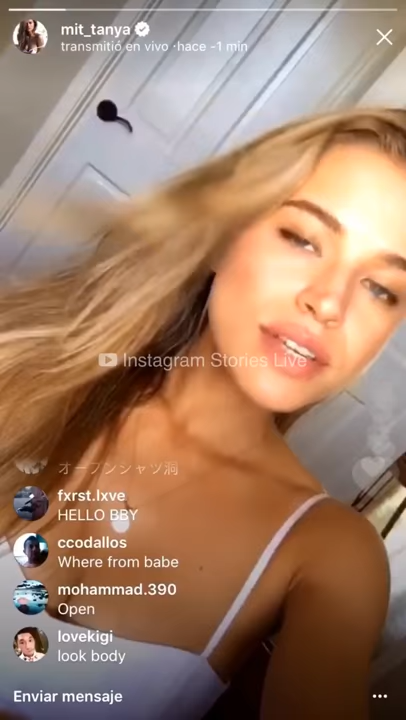 mit_tanya
transmitió en vivo · hace -1 min
Instagram Stories Live
オープンシャツ洞
fxrst.lxve
HELLO BBY
ccodallos
Where from babe
mohammad.390
Open
lovekigi
look body
Enviar mensaje